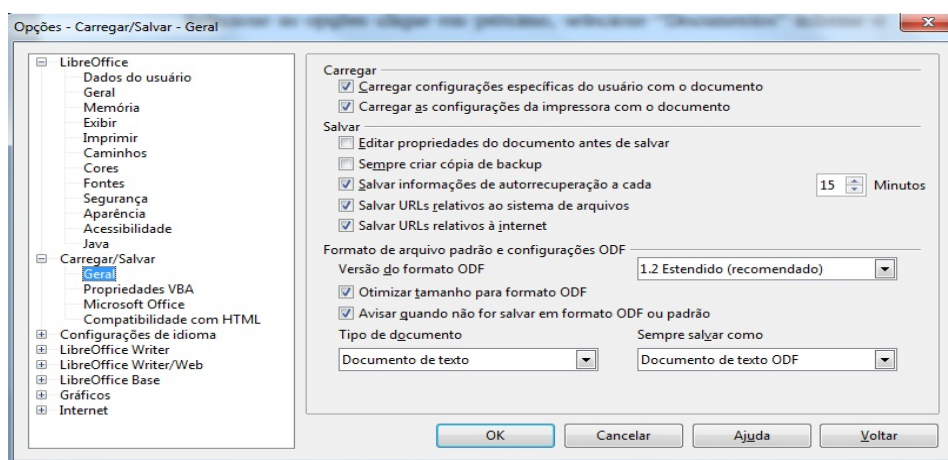 Opções - Carregar/Salvar - Geral
LibreOffice
Dados do usuário
Geral
Memória
Exibir
Imprimir
Caminhos
Cores
Fontes
Segurança
Aparência
Acessibilidade
Java
Carregar/Salvar
Geral
Propriedades VBA
Microsoft Office
Compatibilidade com HTML
Configurações de idioma
LibreOffice Writer
LibreOffice Writer/Web
LibreOffice Base
Gráficos
Internet
Carregar
Carregar configurações específicas do usuário com o documento
Carregar as configurações da impressora com o documento
Salvar
Editar propriedades do documento antes de salvar
Sempre criar cópia de backup
Salvar informações de autorrecuperação a cada 15 Minutos
Salvar URLs relativos ao sistema de arquivos
Salvar URLs relativos à internet
Formato de arquivo padrão e configurações ODF
Versão do formato ODF 1.2 Estendido (recomendado)
Otimizar tamanho para formato ODF
Avisar quando não for salvar em formato ODF ou padrão
Tipo de documento Sempre salvar como
Documento de texto Documento de texto ODF
OK Cancelar Ajuda Voltar